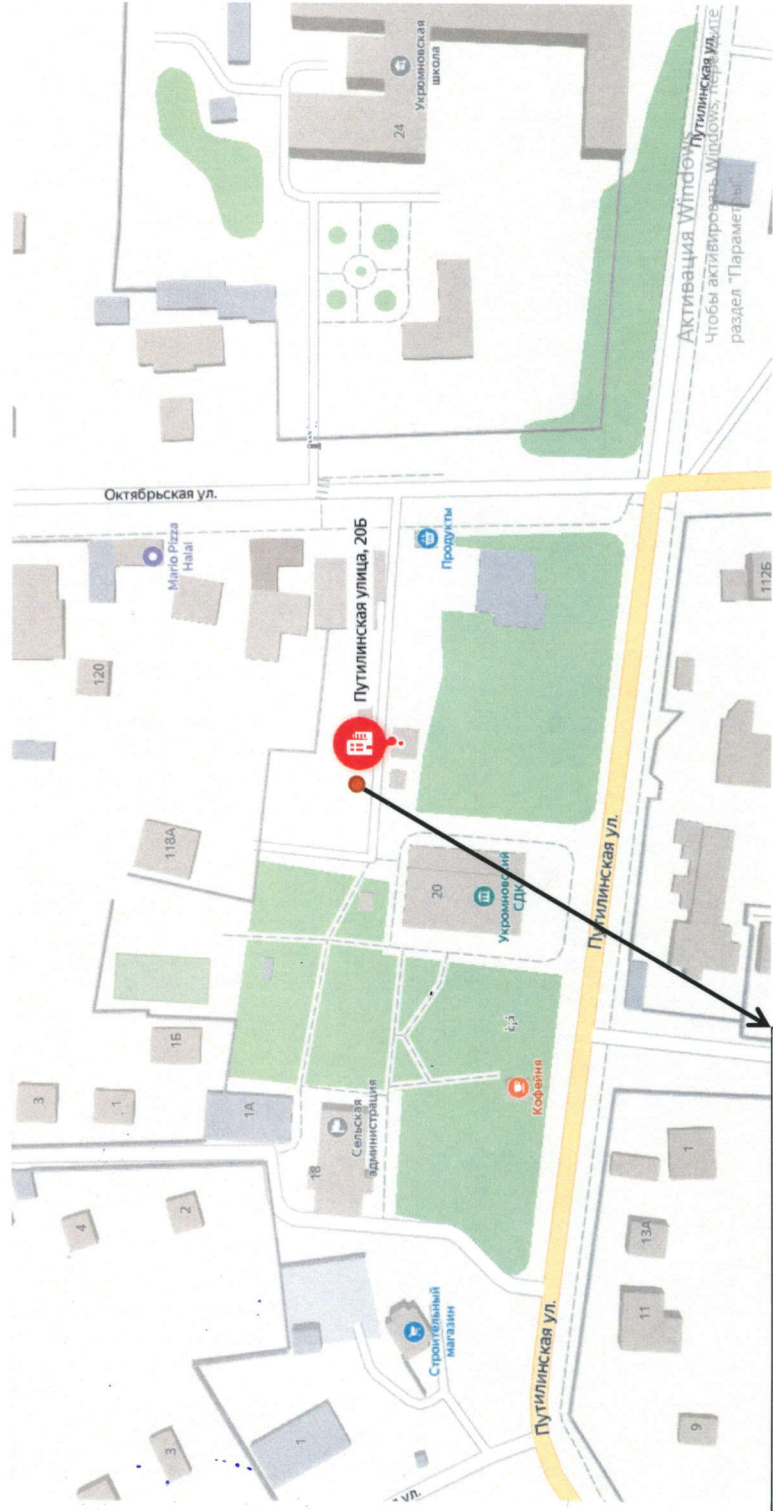 3
1
1Б
1А
4
2
3
1
18
Сельская
администрация
Строительный
магазин
118А
120
Mario Pizza
Halal
Октябрьская ул.
Путилинская улица, 20Б
20
Укромновский
СДК
Кофейня
Продукты
24
Укромновская
школа
Путилинская ул.
Путилинская ул.
Путилинская ул.
ул.
9
11
13А
1
112Б
Активация Windows
Чтобы активировать Windows, перейдите
раздел "Параметры".